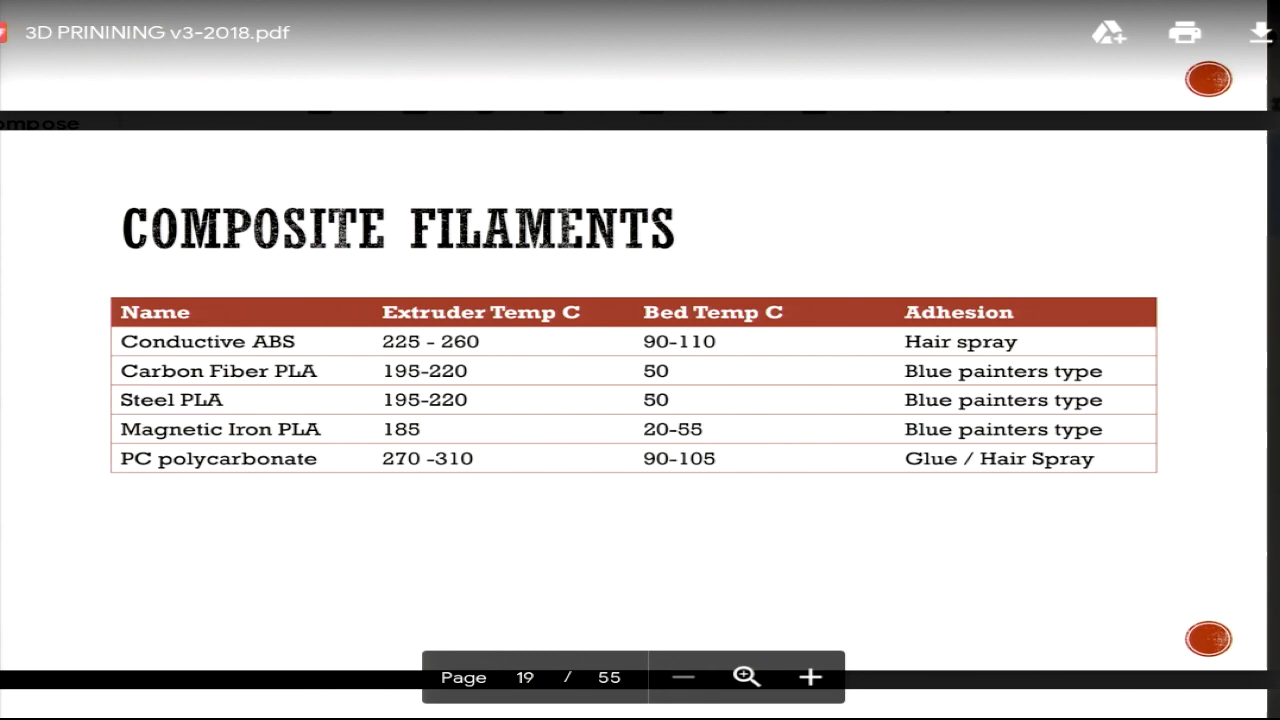 3D PRINING v3-2018.pdf
ompose
COMPOSITE FILAMENTS
Name Extruder Temp C Bed Temp C Adhesion
Conductive ABS 225 - 260 90-110 Hair spray
Carbon Fiber PLA 195-220 50 Blue painters type
Steel PLA 195-220 50 Blue painters type
Magnetic Iron PLA 185 20-55 Blue painters type
PC polycarbonate 270 -310 90-105 Glue / Hair Spray
Page 19 / 55